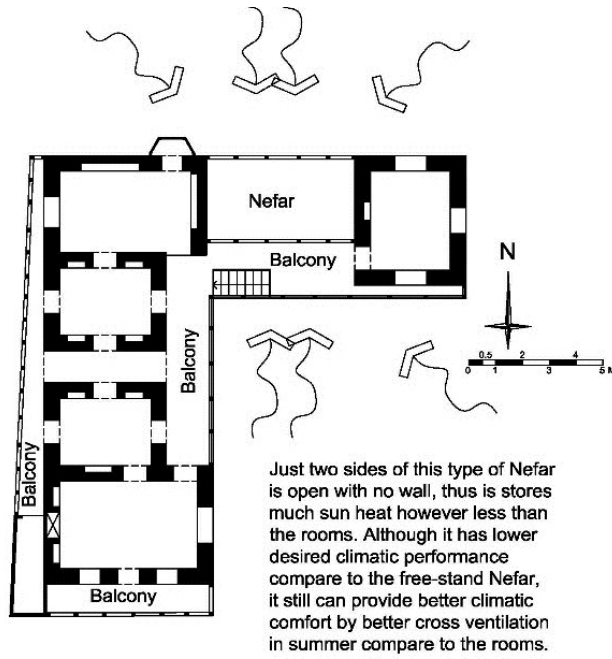 Nefar
Balcony
N
Balcony
0.5 2 4
0 1 3 5 M
Balcony
Balcony
Just two sides of this type of Nefar
is open with no wall, thus is stores
much sun heat however less than
the rooms. Although it has lower
desired climatic performance
compare to the free-stand Nefar,
it still can provide better climatic
comfort by better cross ventilation
in summer compare to the rooms.